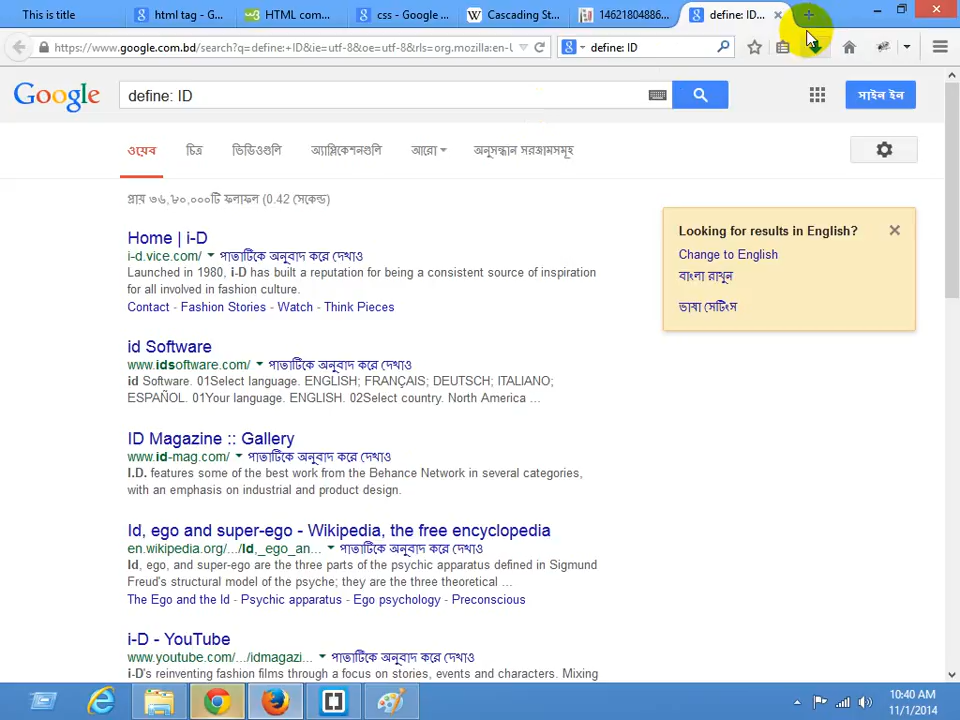 This is title
html tag - G...
HTML com...
css - Google ...
Cascading St...
14621804886...
define: ID...
https://www.google.com.bd/search?q=define:+ID&ie=utf-8&oe=utf-8&rls=org.mozilla:en-U
define: ID
Google
define: ID
সাইন ইন
ওয়েব
চিত্র
ভিডিওগুলি
অ্যাপ্লিকেশনগুলি
আরো
অনুসন্ধান সরঞ্জামসমূহ
প্রায় ৩৬,৮০,০০০টি ফলাফল (0.42 সেকেন্ড)
Looking for results in English?
Change to English
বাংলা রাখুন
ভাষা সেটিংস
Home | i-D
i-d.vice.com/ পাতাটিকে অনুবাদ করে দেখাও
Launched in 1980, i-D has built a reputation for being a consistent source of inspiration
for all involved in fashion culture.
Contact - Fashion Stories - Watch - Think Pieces
id Software
www.idsoftware.com/ পাতাটিকে অনুবাদ করে দেখাও
id Software. 01Select language. ENGLISH; FRANÇAIS; DEUTSCH; ITALIANO;
ESPAÑOL. 01Your language. ENGLISH. 02Select country. North America ...
ID Magazine :: Gallery
www.id-mag.com/ পাতাটিকে অনুবাদ করে দেখাও
I.D. features some of the best work from the Behance Network in several categories,
with an emphasis on industrial and product design.
Id, ego and super-ego - Wikipedia, the free encyclopedia
en.wikipedia.org/.../Id,_ego_an... পাতাটিকে অনুবাদ করে দেখাও
Id, ego, and super-ego are the three parts of the psychic apparatus defined in Sigmund
Freud's structural model of the psyche; they are the three theoretical ...
The Ego and the Id - Psychic apparatus - Ego psychology - Preconscious
i-D - YouTube
www.youtube.com/.../idmagazi... পাতাটিকে অনুবাদ করে দেখাও
i-D's reinventing fashion films through a focus on stories, events and characters. Mixing
10:40 AM
11/1/2014